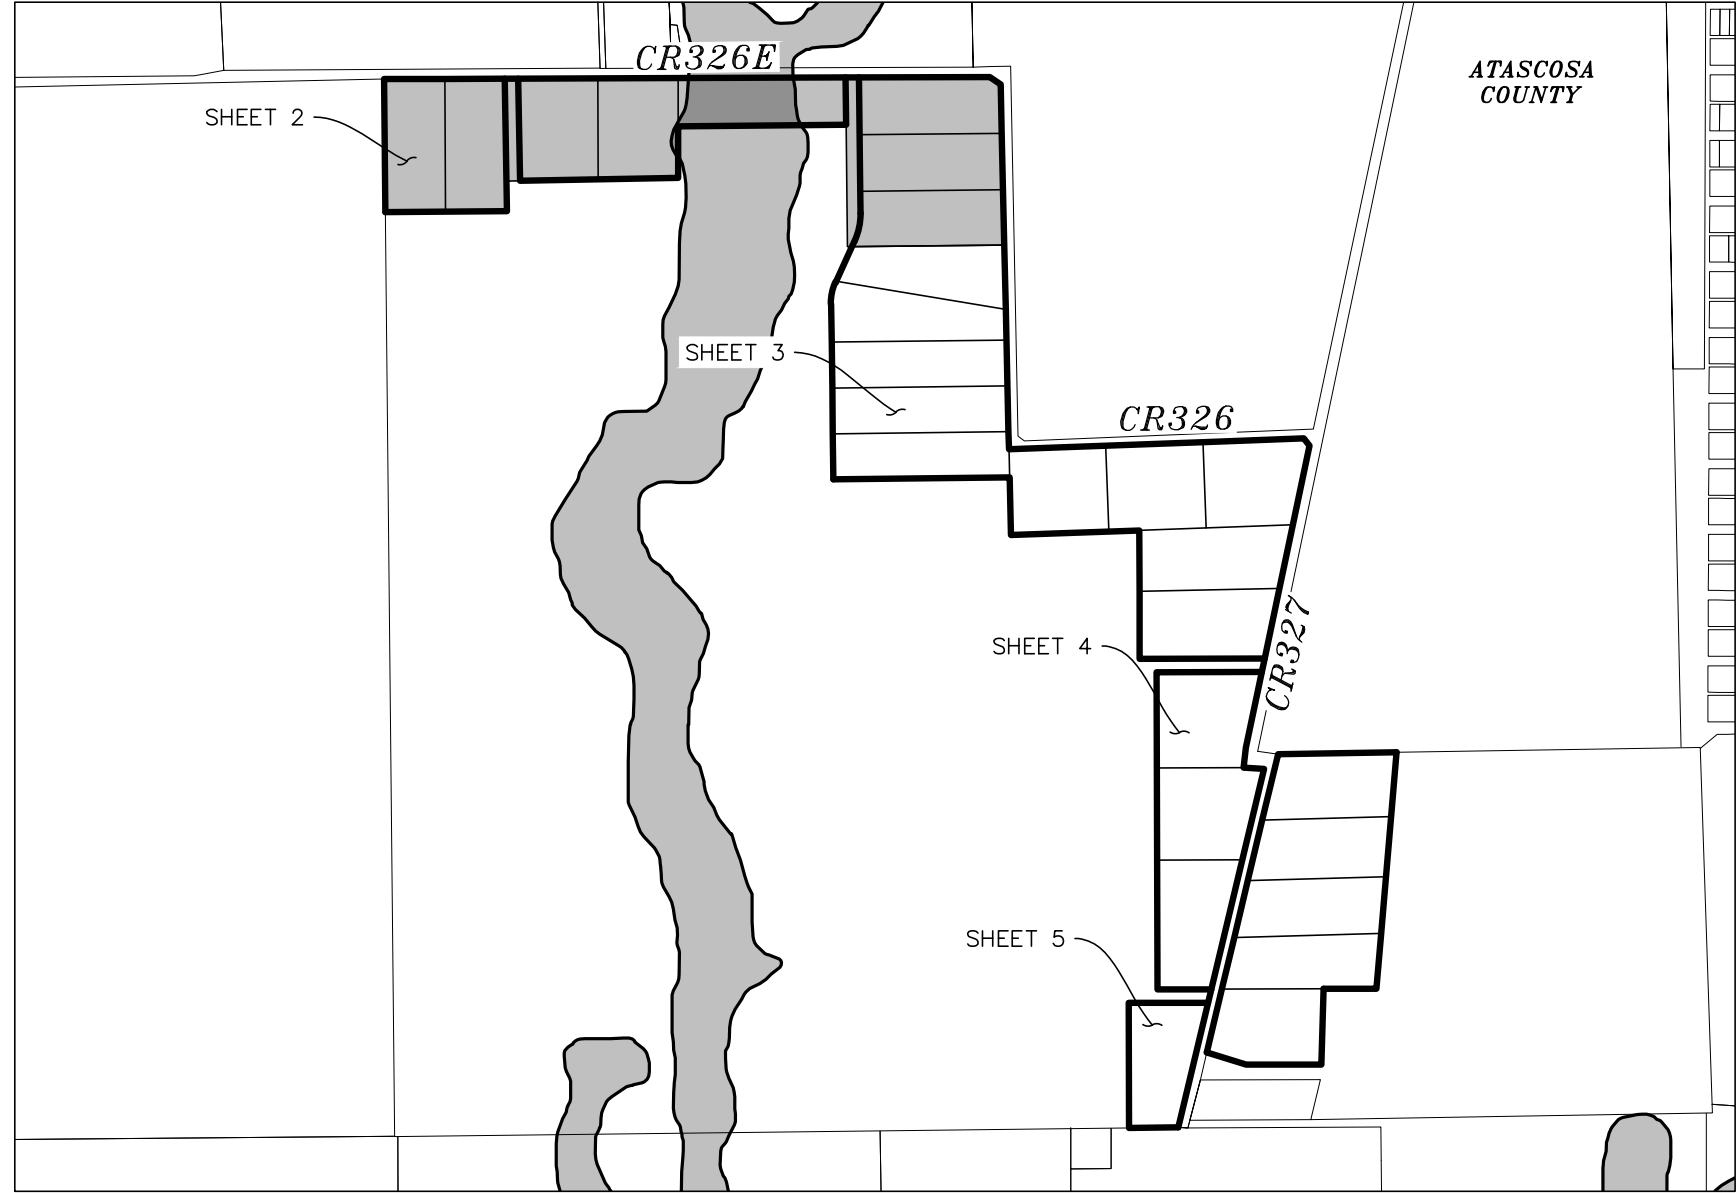 CR326E
ATASCOSA
COUNTY
SHEET 2
SHEET 3
CR326
CR327
SHEET 4
SHEET 5